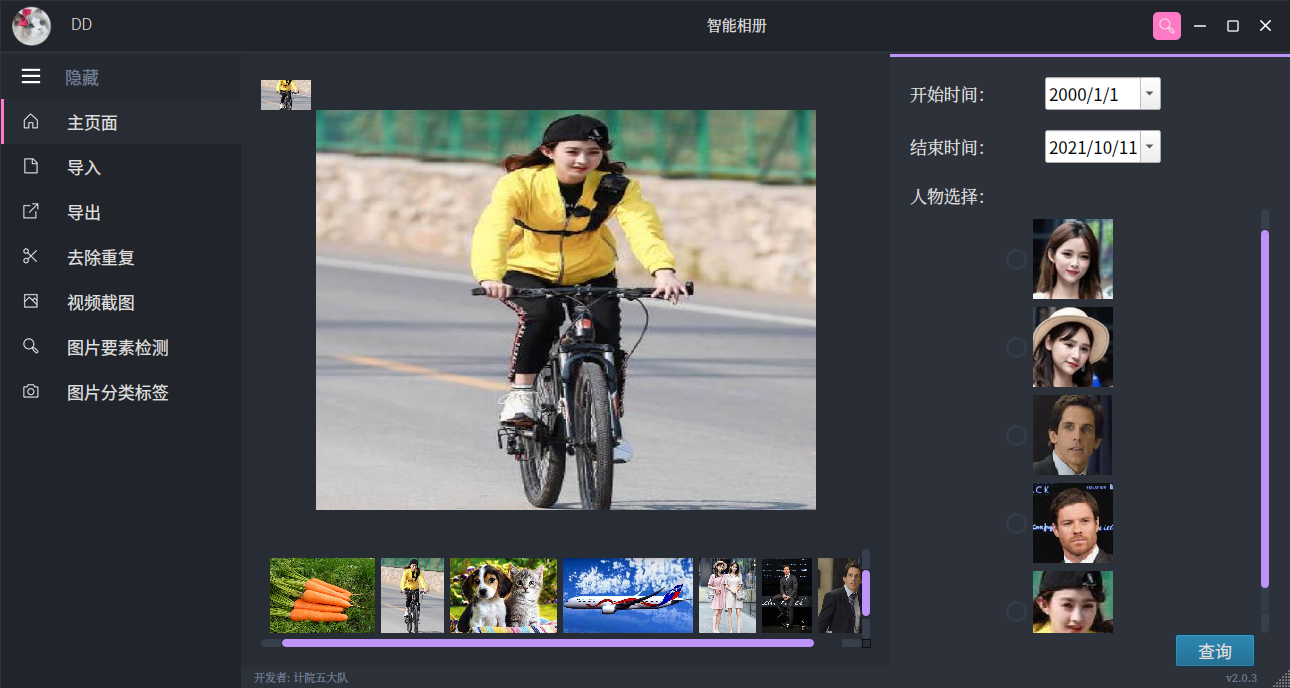 DD
智能相册
隐藏
主页面
导入
导出
去除重复
视频截图
图片要素检测
图片分类标签
开始时间:
2000/1/1
结束时间:
2021/10/11
人物选择:
查询
开发者: 计院五大队
v2.0.3